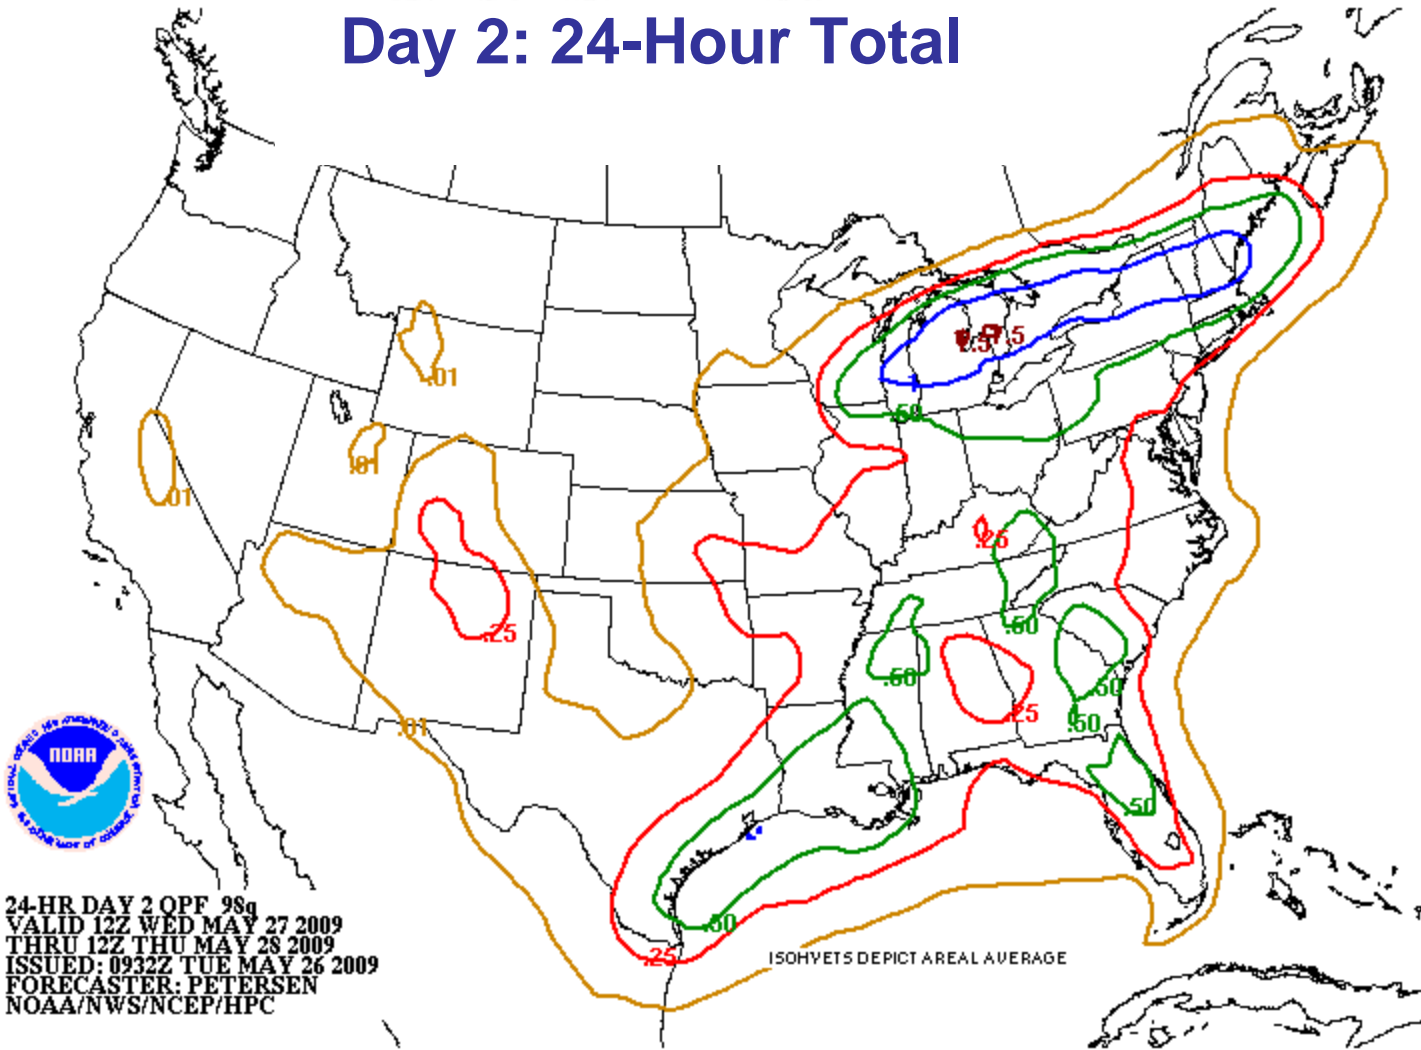 Day 2: 24-Hour Total
.01
.01
.01
.01
.25
1
.50
.25
.50
.50
.50
.50
.25
.50
.50
.25
NOAA
24-HR DAY 2 QPF 98q
VALID 12Z WED MAY 27 2009
THRU 12Z THU MAY 28 2009
ISSUED: 0932Z TUE MAY 26 2009
FORECASTER: PETERSEN
NOAA/NWS/NCEP/HPC
ISOHYETS DEPICT AREAL AVERAGE